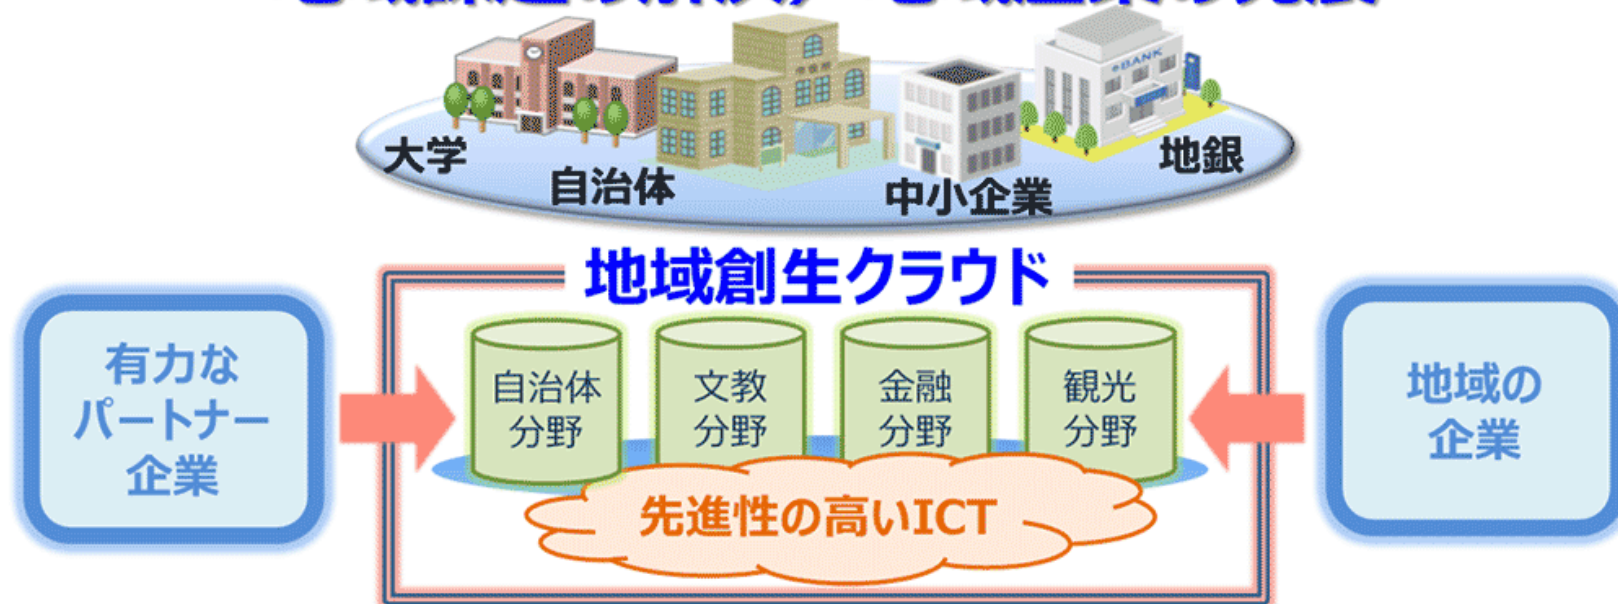 大学
自治体
中小企業
地銀
BANK
地域創生クラウド
有力な
パートナー
企業
自治体
分野
文教
分野
金融
分野
観光
分野
地域の
企業
先進性の高いICT